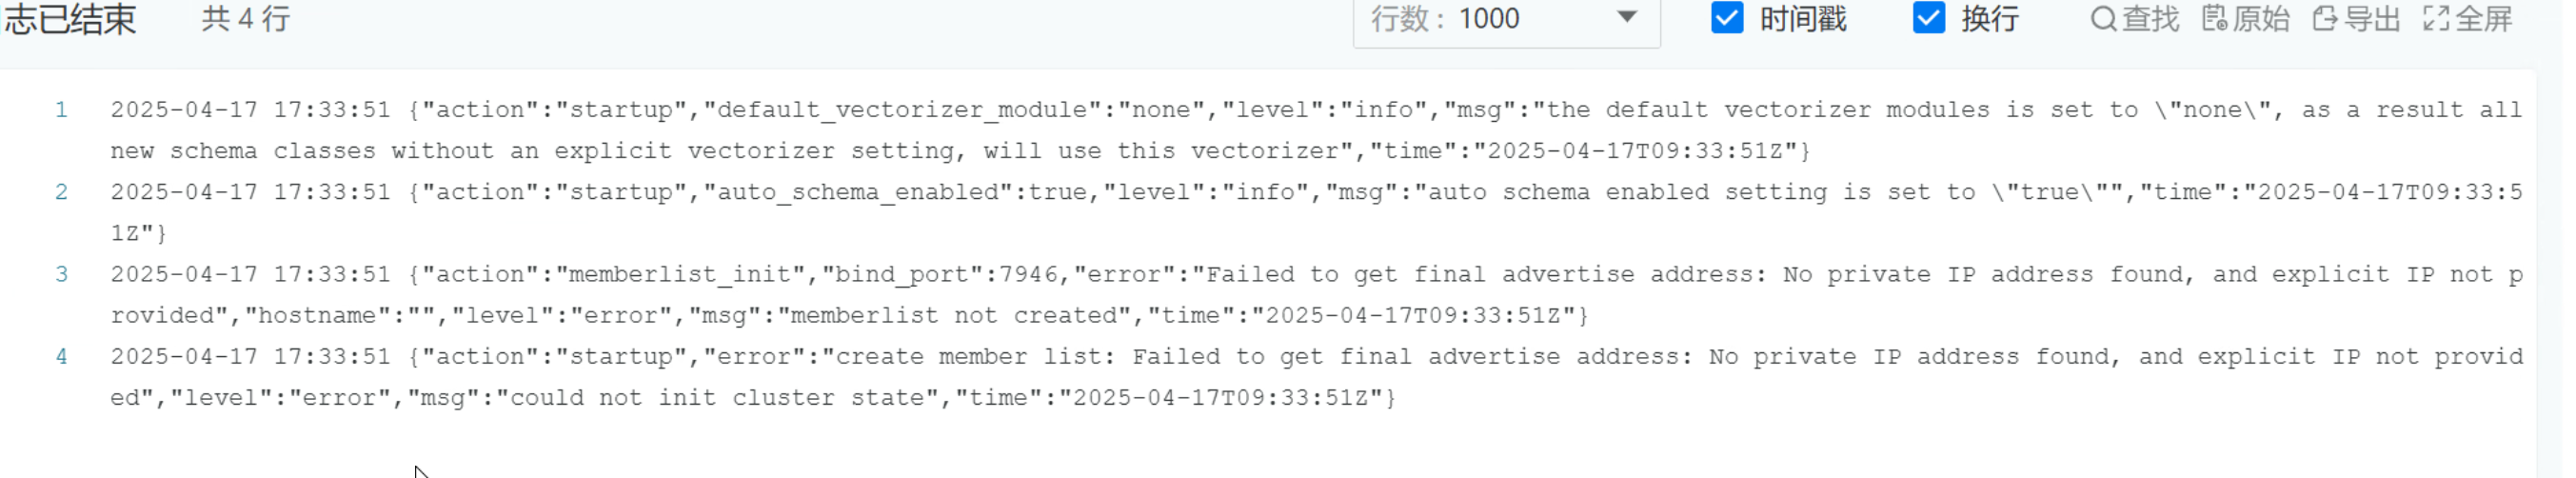 志已结束 共 4 行 行数： 1000 时间戳 换行 查找 原始 导出 全屏
1 2025-04-17 17:33:51 {"action":"startup","default_vectorizer_module":"none","level":"info","msg":"the default vectorizer modules is set to \"none\", as a result all
new schema classes without an explicit vectorizer setting, will use this vectorizer","time":"2025-04-17T09:33:51Z"}
2 2025-04-17 17:33:51 {"action":"startup","auto_schema_enabled":true,"level":"info","msg":"auto schema enabled setting is set to \"true\"","time":"2025-04-17T09:33:5
1Z"}
3 2025-04-17 17:33:51 {"action":"memberlist_init","bind_port":7946,"error":"Failed to get final advertise address: No private IP address found, and explicit IP not p
rovided","hostname":"","level":"error","msg":"memberlist not created","time":"2025-04-17T09:33:51Z"}
4 2025-04-17 17:33:51 {"action":"startup","error":"create member list: Failed to get final advertise address: No private IP address found, and explicit IP not provid
ed","level":"error","msg":"could not init cluster state","time":"2025-04-17T09:33:51Z"}